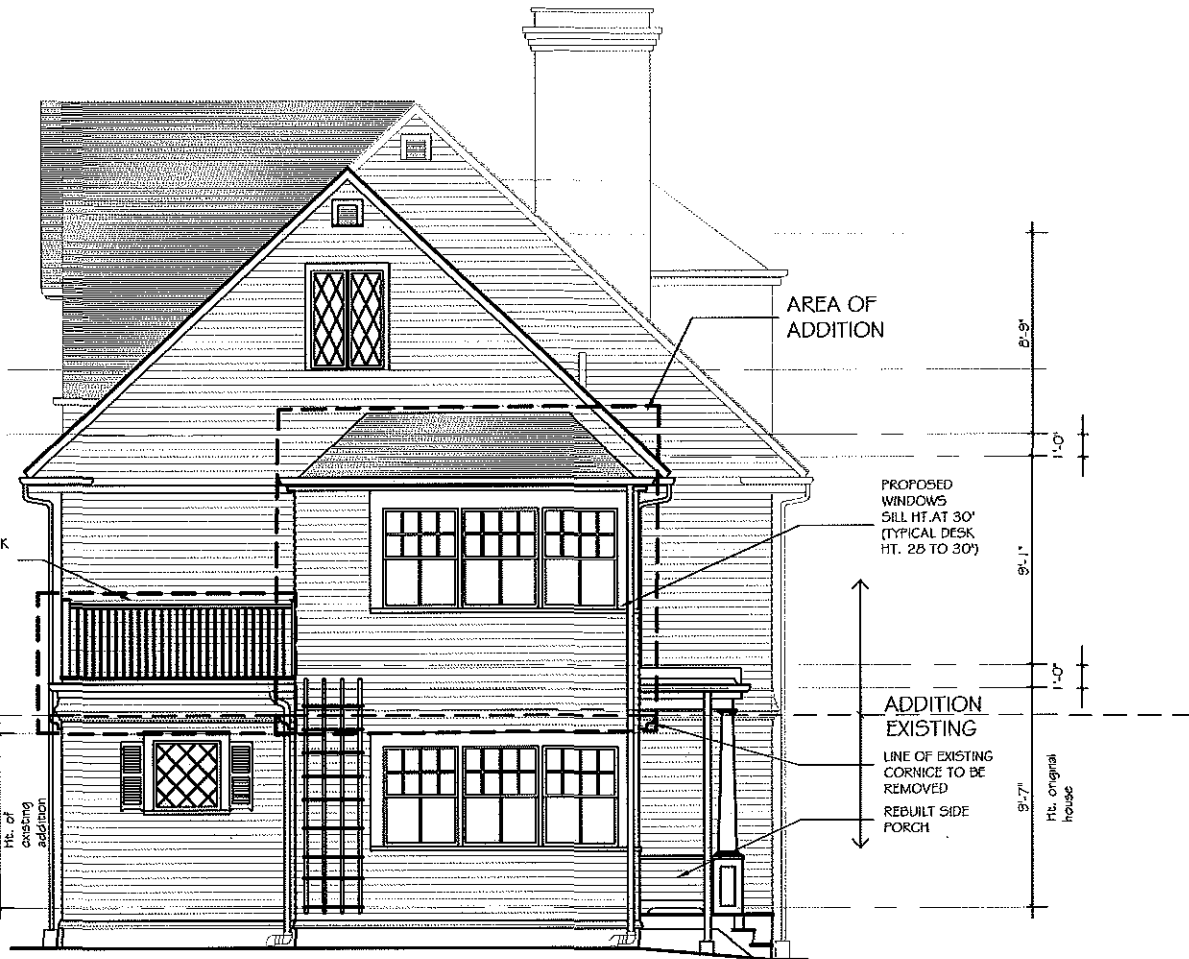 AREA OF
ADDITION
8'-9"
1'-0"
PROPOSED
WINDOWS
SILL HT. AT 30"
(TYPICAL DESK
HT. 28 TO 30")
K
9'-1"
1'-0"
ADDITION
EXISTING
LINE OF EXISTING
CORNICE TO BE
REMOVED
REBUILT SIDE
PORCH
9'-7"
Ht. original
house
Ht. of
existing
addition